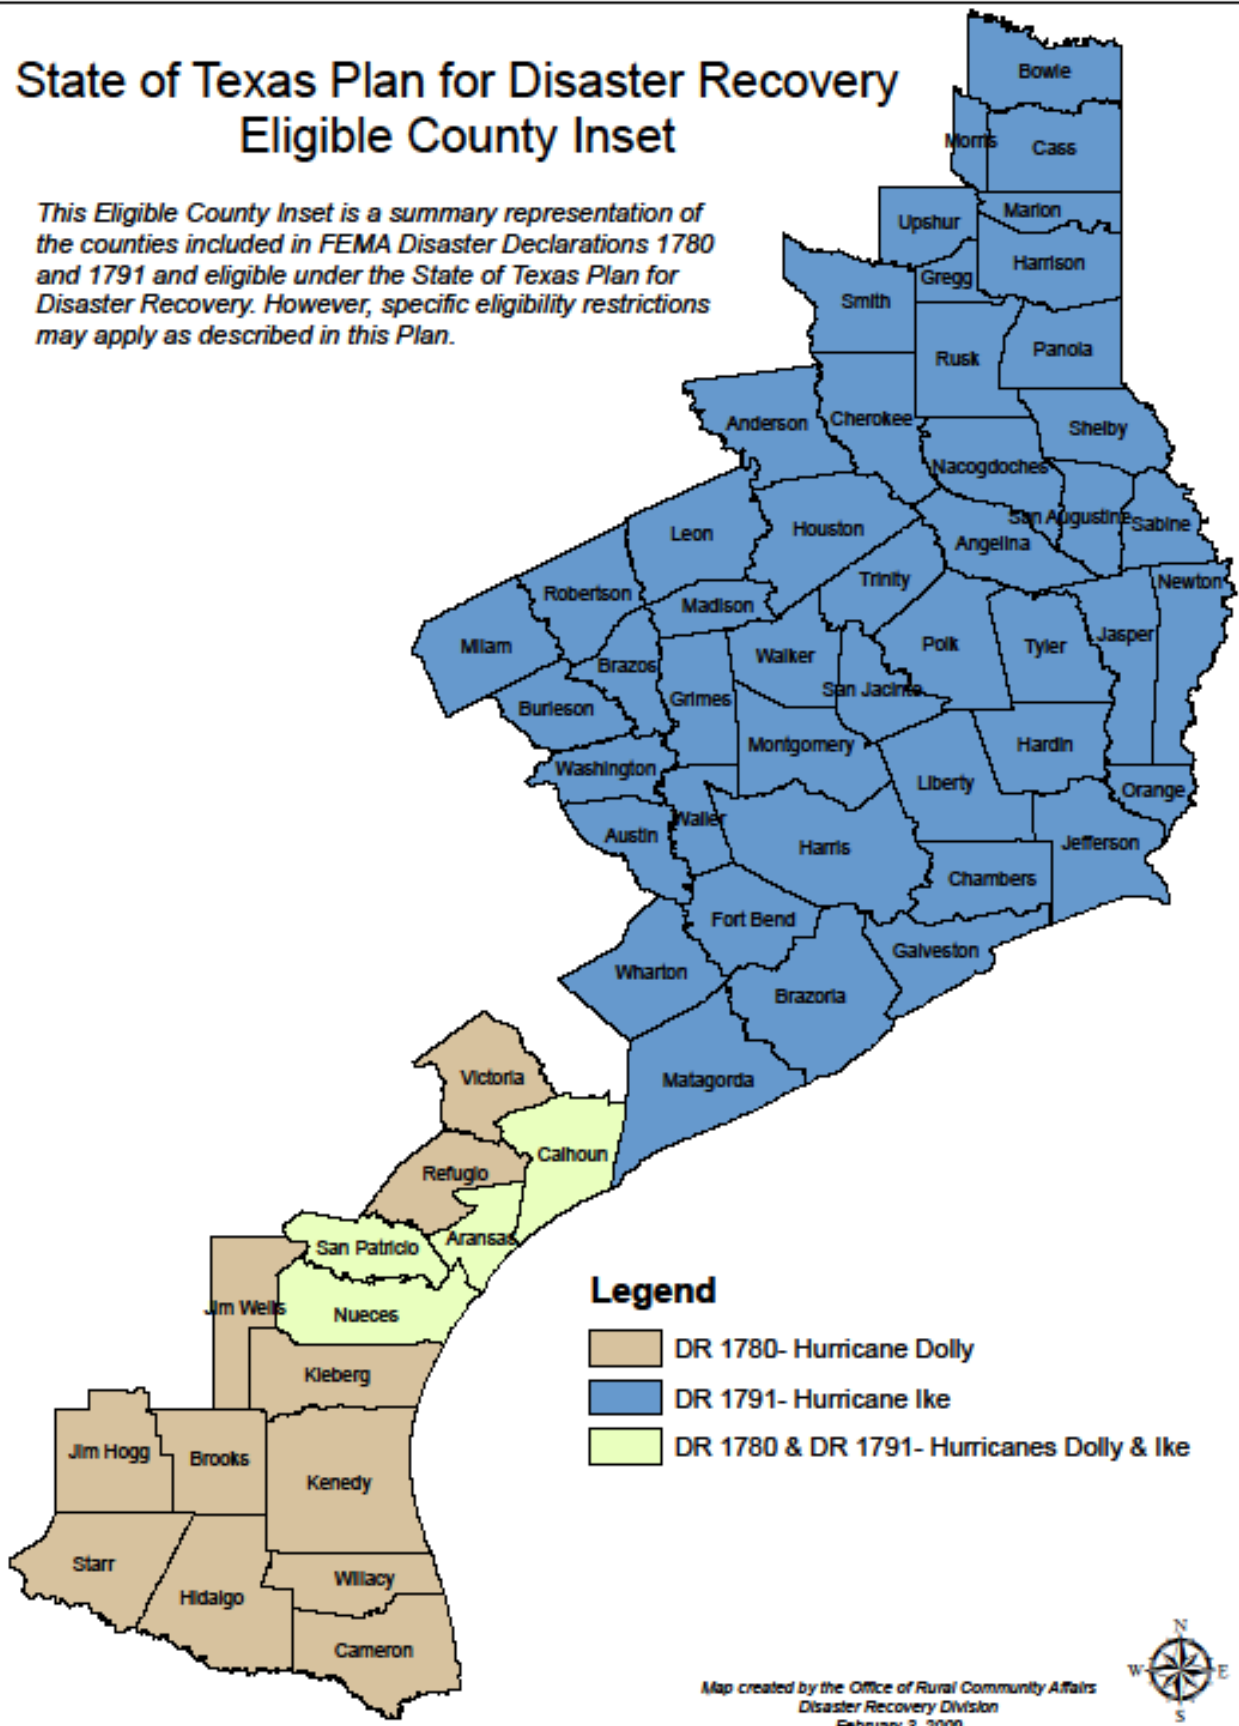 State of Texas Plan for Disaster Recovery
Eligible County Inset
This Eligible County Inset is a summary representation of
the counties included in FEMA Disaster Declarations 1780
and 1791 and eligible under the State of Texas Plan for
Disaster Recovery. However, specific eligibility restrictions
may apply as described in this Plan.
Bowie
Morris
Cass
Upshur
Marion
Gregg
Harrison
Smith
Rusk
Panola
Anderson
Cherokee
Shelby
Nacogdoches
Leon
Houston
San Augustine
Sabine
Angelina
Robertson
Madison
Trinity
Newton
Milam
Brazos
Walker
Polk
Tyler
Jasper
Burleson
Grimes
San Jacinto
Washington
Montgomery
Hardin
Liberty
Orange
Austin
Waller
Harris
Jefferson
Chambers
Fort Bend
Galveston
Wharton
Brazoria
Victoria
Matagorda
Calhoun
Refugio
San Patricio
Aransas
Jim Wells
Nueces
Kleberg
Jim Hogg
Brooks
Kenedy
Starr
Hidalgo
Willacy
Cameron
Legend
DR 1780- Hurricane Dolly
DR 1791- Hurricane Ike
DR 1780 & DR 1791- Hurricanes Dolly & Ike
N
W
E
S
Map created by the Office of Rural Community Affairs
Disaster Recovery Division
February 3, 2009